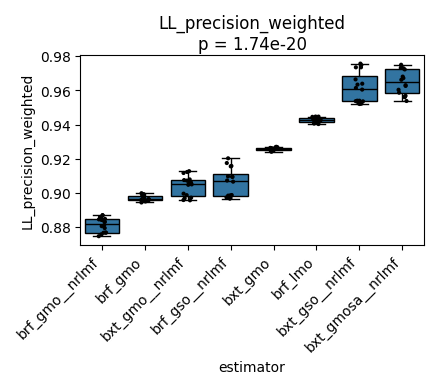 LL_precision_weighted
p = 1.74e-20
LL_precision_weighted
0.98
0.96
0.94
0.92
0.90
0.88
brf_gmo__nrlmf
brf_gmo
bxt_gmo__nrlmf
brf_gso__nrlmf
bxt_gmo
brf_lmo
bxt_gso__nrlmf
bxt_gmosa__nrlmf
estimator